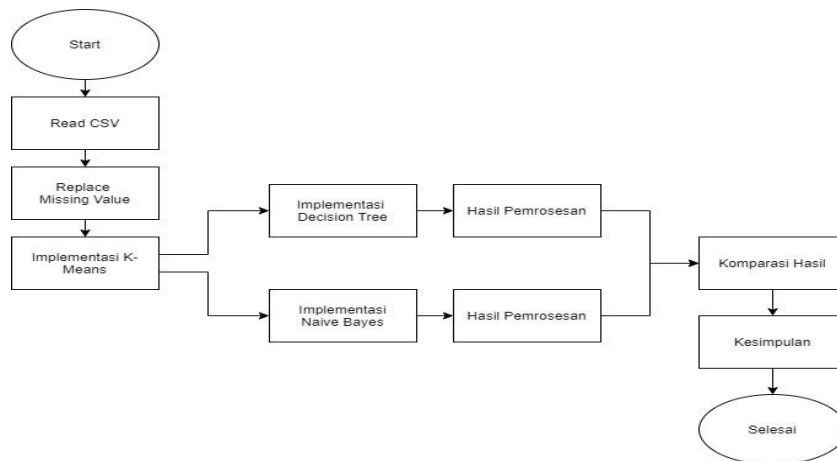 Start
Read CSV
Replace
Missing Value
Implementasi K-
Means
Implementasi
Decision Tree
Hasil Pemrosesan
Implementasi
Naive Bayes
Hasil Pemrosesan
Komparasi Hasil
Kesimpulan
Selesai